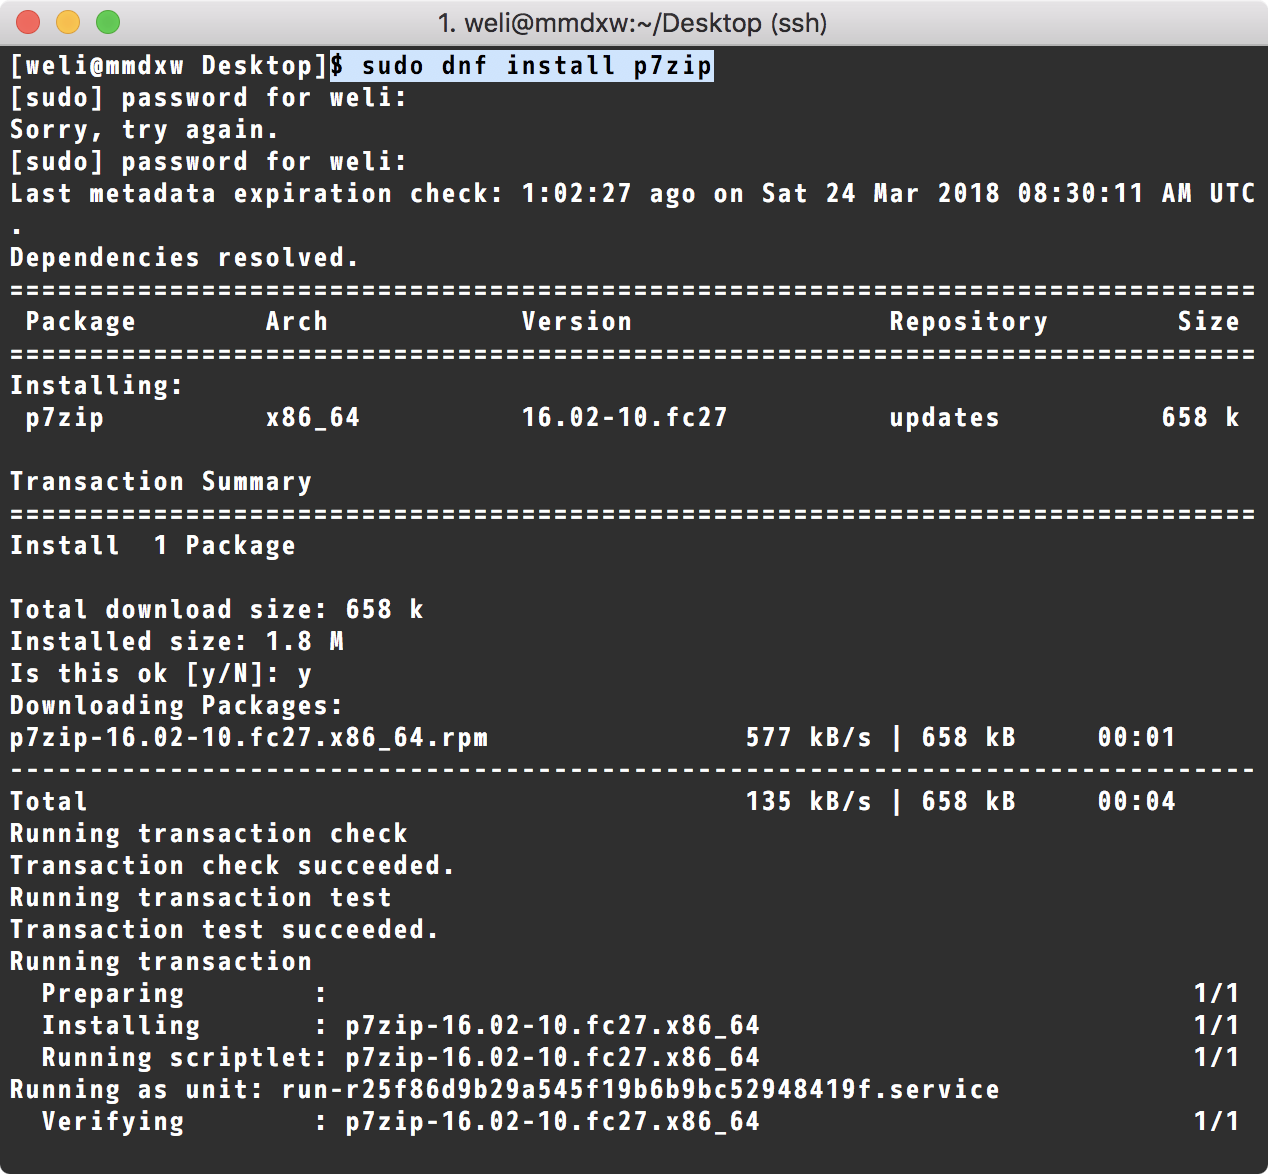 1. weli@mmdxw:~/Desktop (ssh)
[weli@mmdxw Desktop]$ sudo dnf install p7zip
[sudo] password for weli:
Sorry, try again.
[sudo] password for weli:
Last metadata expiration check: 1:02:27 ago on Sat 24 Mar 2018 08:30:11 AM UTC
.
Dependencies resolved.
==============================================================================
 Package        Arch            Version                Repository        Size
==============================================================================
Installing:
 p7zip          x86_64          16.02-10.fc27          updates          658 k

Transaction Summary
==============================================================================
Install  1 Package

Total download size: 658 k
Installed size: 1.8 M
Is this ok [y/N]: y
Downloading Packages:
p7zip-16.02-10.fc27.x86_64.rpm                577 kB/s | 658 kB     00:01
------------------------------------------------------------------------------
Total                                         135 kB/s | 658 kB     00:04
Running transaction check
Transaction check succeeded.
Running transaction test
Transaction test succeeded.
Running transaction
  Preparing        :                                                      1/1
  Installing       : p7zip-16.02-10.fc27.x86_64                           1/1
  Running scriptlet: p7zip-16.02-10.fc27.x86_64                           1/1
Running as unit: run-r25f86d9b29a545f19b6b9bc52948419f.service
  Verifying        : p7zip-16.02-10.fc27.x86_64                           1/1